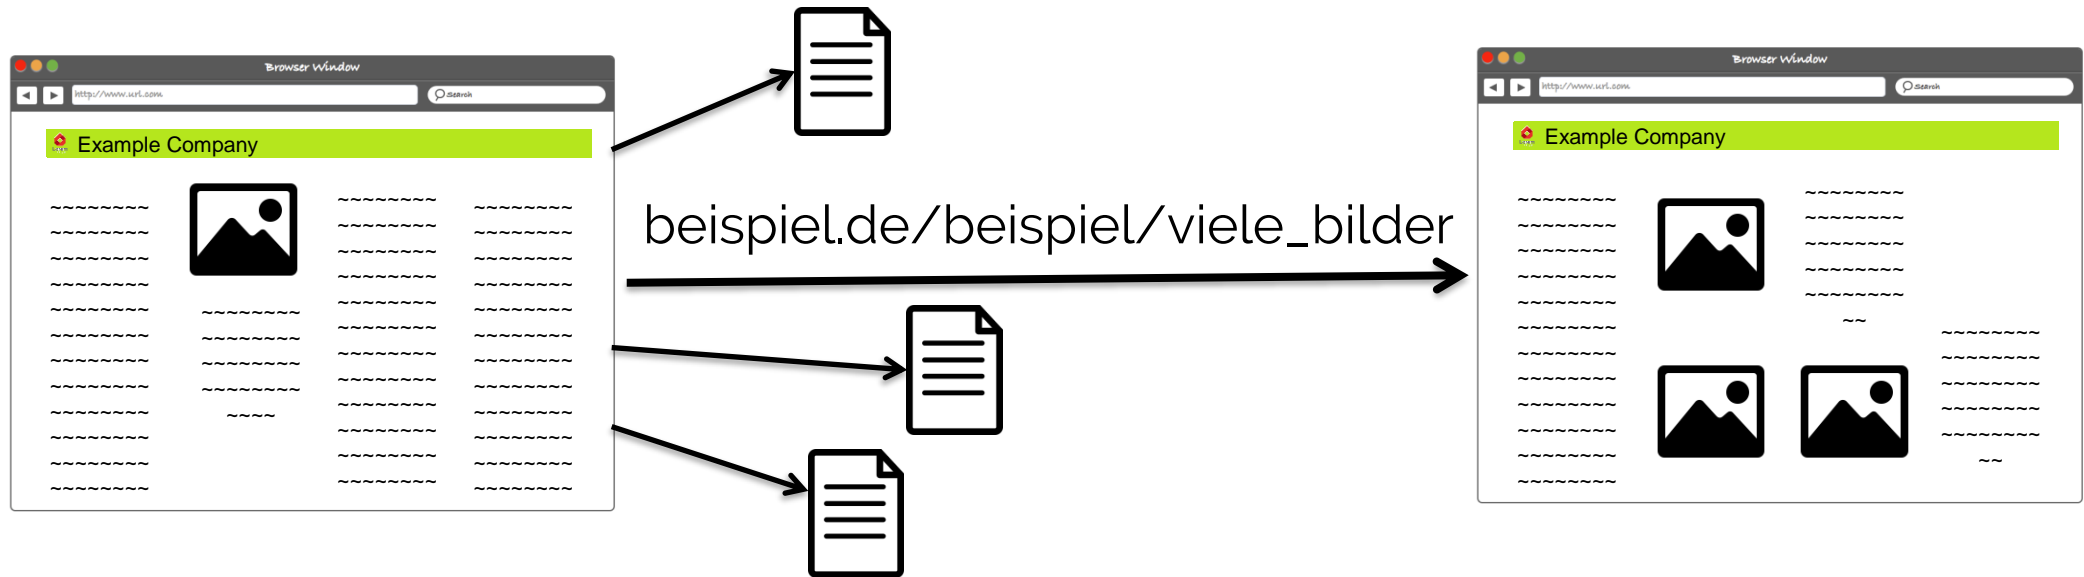 Browser Window
http://www.url.com
Search
Example Company
~~~~~~~~ ~~~~~~~~ ~~~~~~~~
beispiel.de/beispiel/viele_bilder
Browser Window
http://www.url.com
Search
Example Company